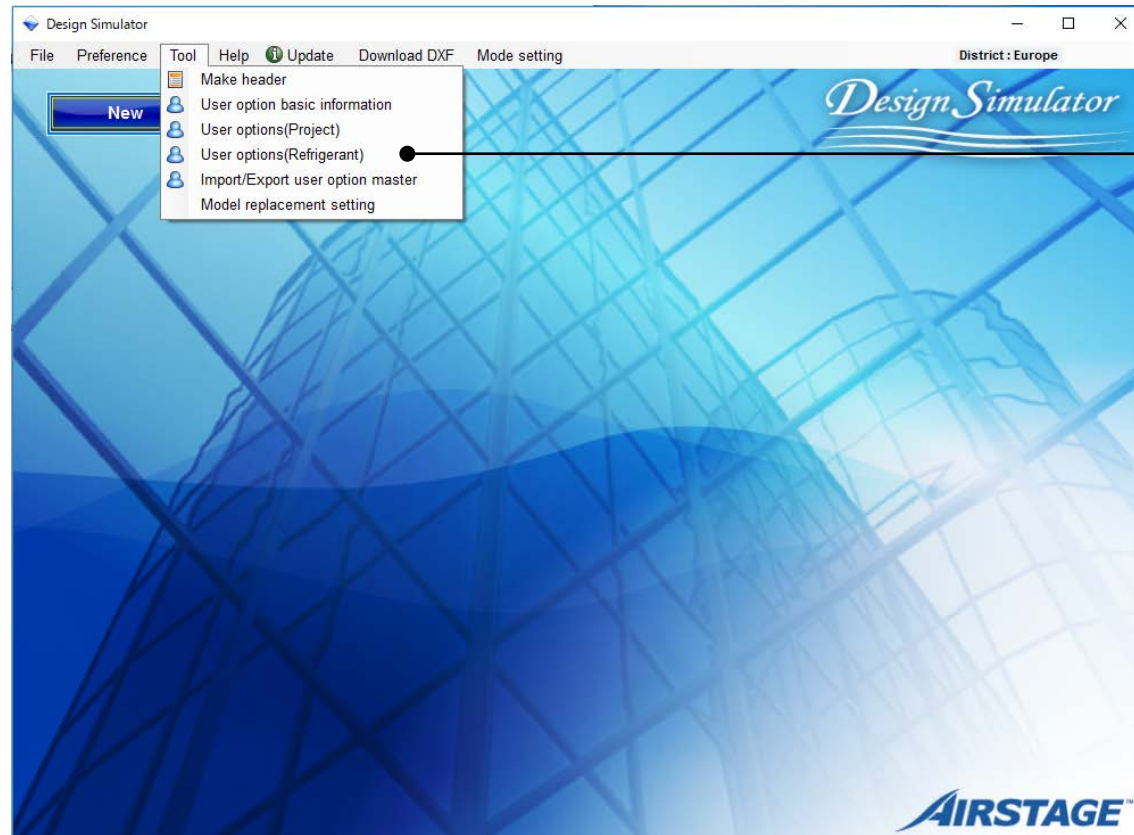 Design Simulator
File Preference Tool Help Update Download DXF Mode setting District : Europe
Make header
New User option basic information
User options(Project)
User options(Refrigerant)
Import/Export user option master
Model replacement setting
Design Simulator
AIRSTAGE™